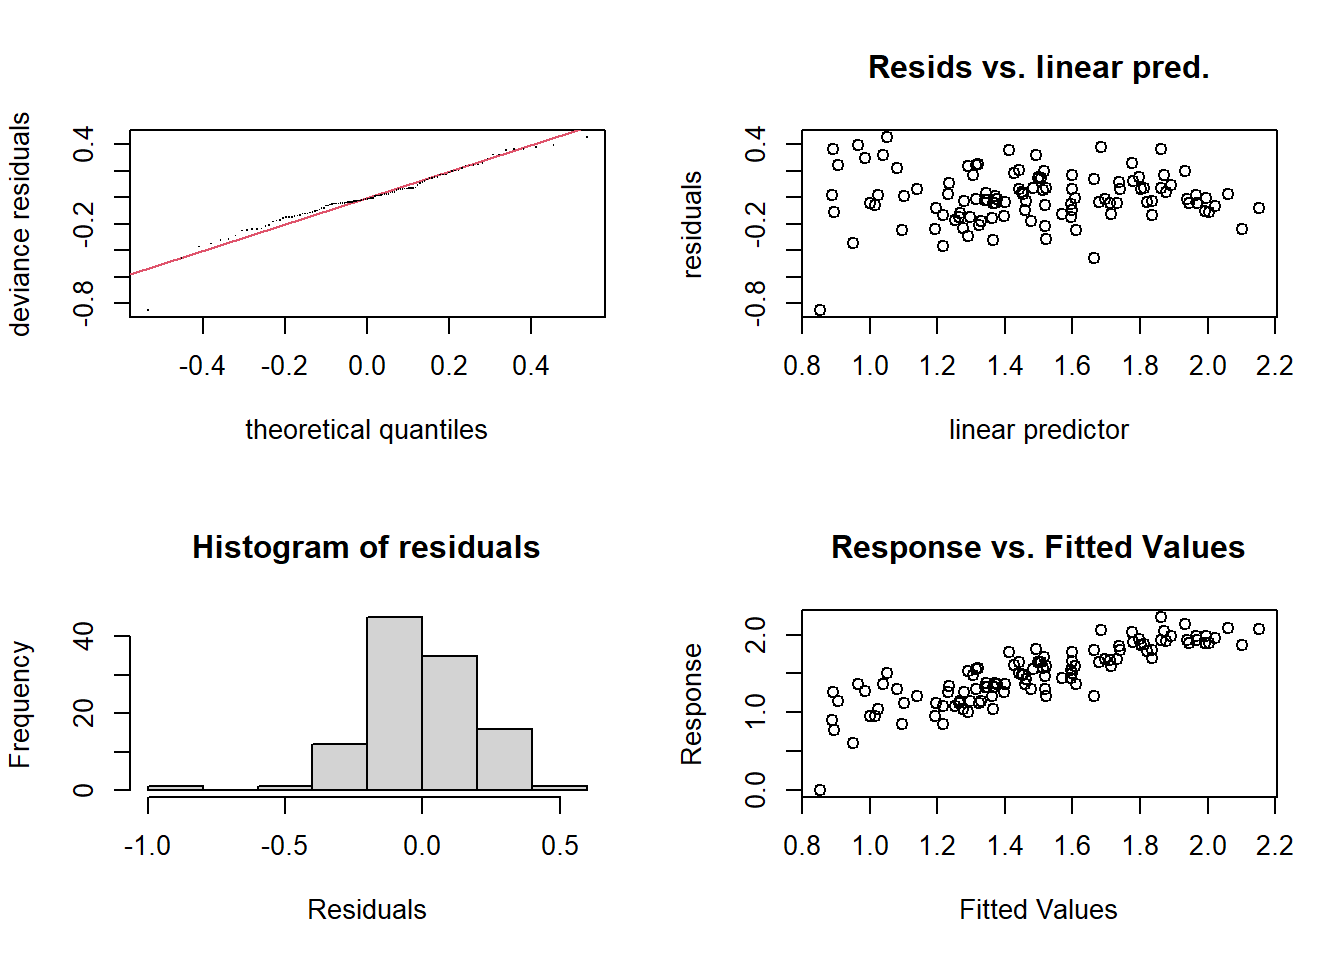 deviance residuals
-0.8 -0.2 0.4
-0.4 -0.2 0.0 0.2 0.4
theoretical quantiles
Resids vs. linear pred.
residuals
-0.8 -0.2 0.4
0.8 1.0 1.2 1.4 1.6 1.8 2.0 2.2
linear predictor
Histogram of residuals
Frequency
0 20 40
-1.0 -0.5 0.0 0.5
Residuals
Response vs. Fitted Values
Response
0.0 1.0 2.0
0.8 1.0 1.2 1.4 1.6 1.8 2.0 2.2
Fitted Values